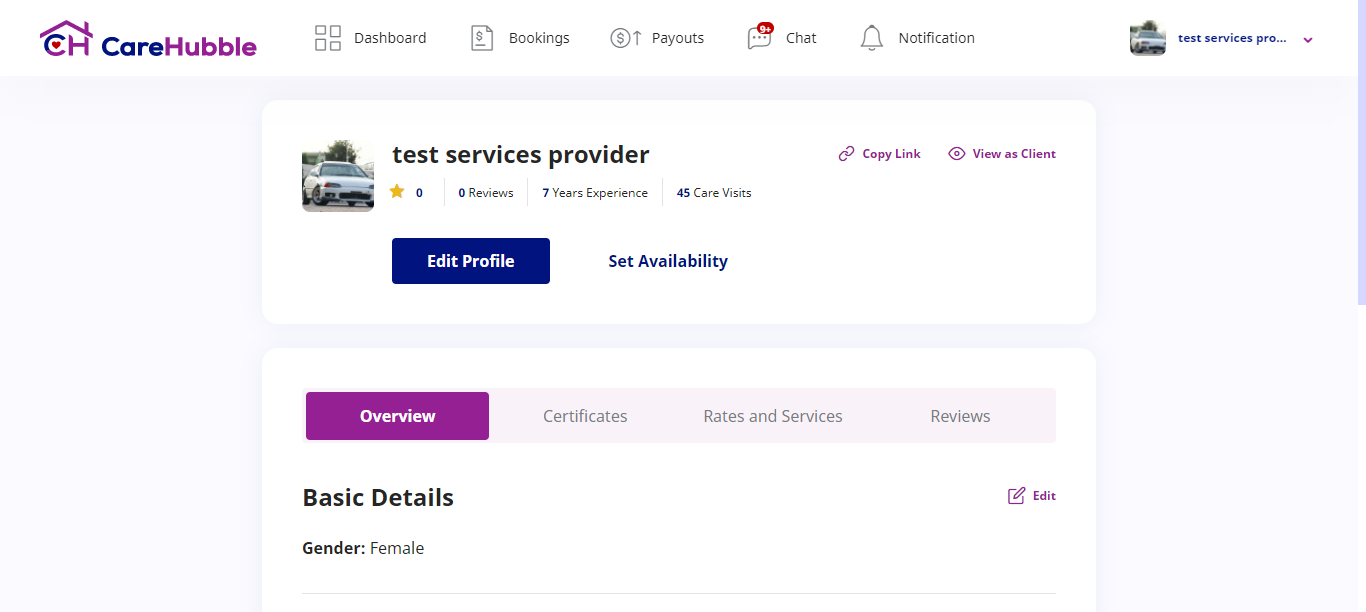 CH CareHubble
Dashboard
Bookings
$
Payouts
9+
Chat
Notification
test services pro...
test services provider
Copy Link
View as Client
0
0 Reviews
7 Years Experience
45 Care Visits
Edit Profile
Set Availability
Overview
Certificates
Rates and Services
Reviews
Basic Details
Edit
Gender: Female